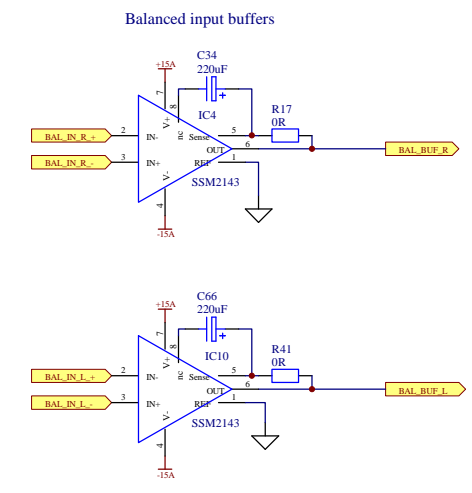 Balanced input buffers
C34
220uF
+15A
7
8
V+
nc
IC4
R17
0R
BAL_IN_R_+
2
IN-
Sense
5
OUT
6
BAL_BUF_R
BAL_IN_R_-
3
IN+
REF
1
V-
SSM2143
4
-15A
C66
220uF
+15A
7
8
V+
nc
IC10
R41
0R
BAL_IN_L_+
2
IN-
Sense
5
OUT
6
BAL_BUF_L
BAL_IN_L_-
3
IN+
REF
1
V-
SSM2143
4
-15A